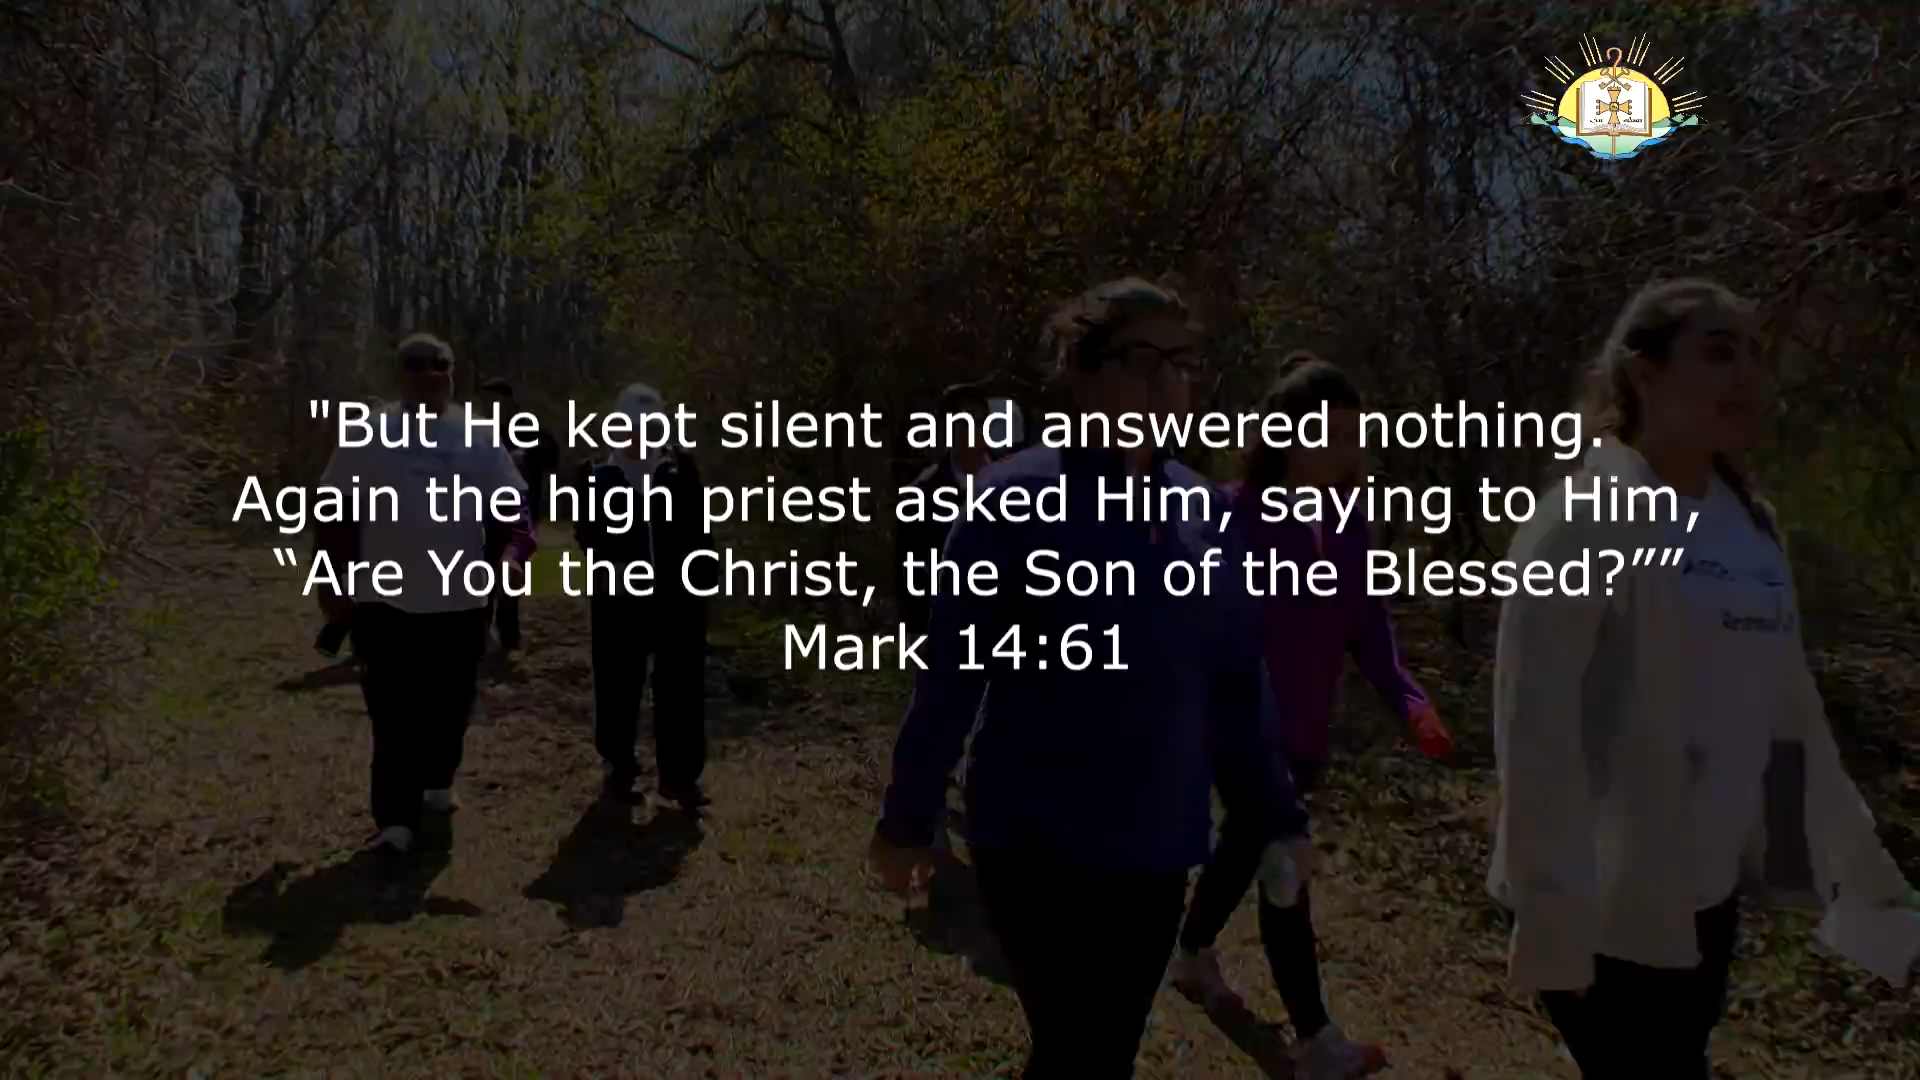 "But He kept silent and answered nothing.
Again the high priest asked Him, saying to Him,
“Are You the Christ, the Son of the Blessed?””
Mark 14:61